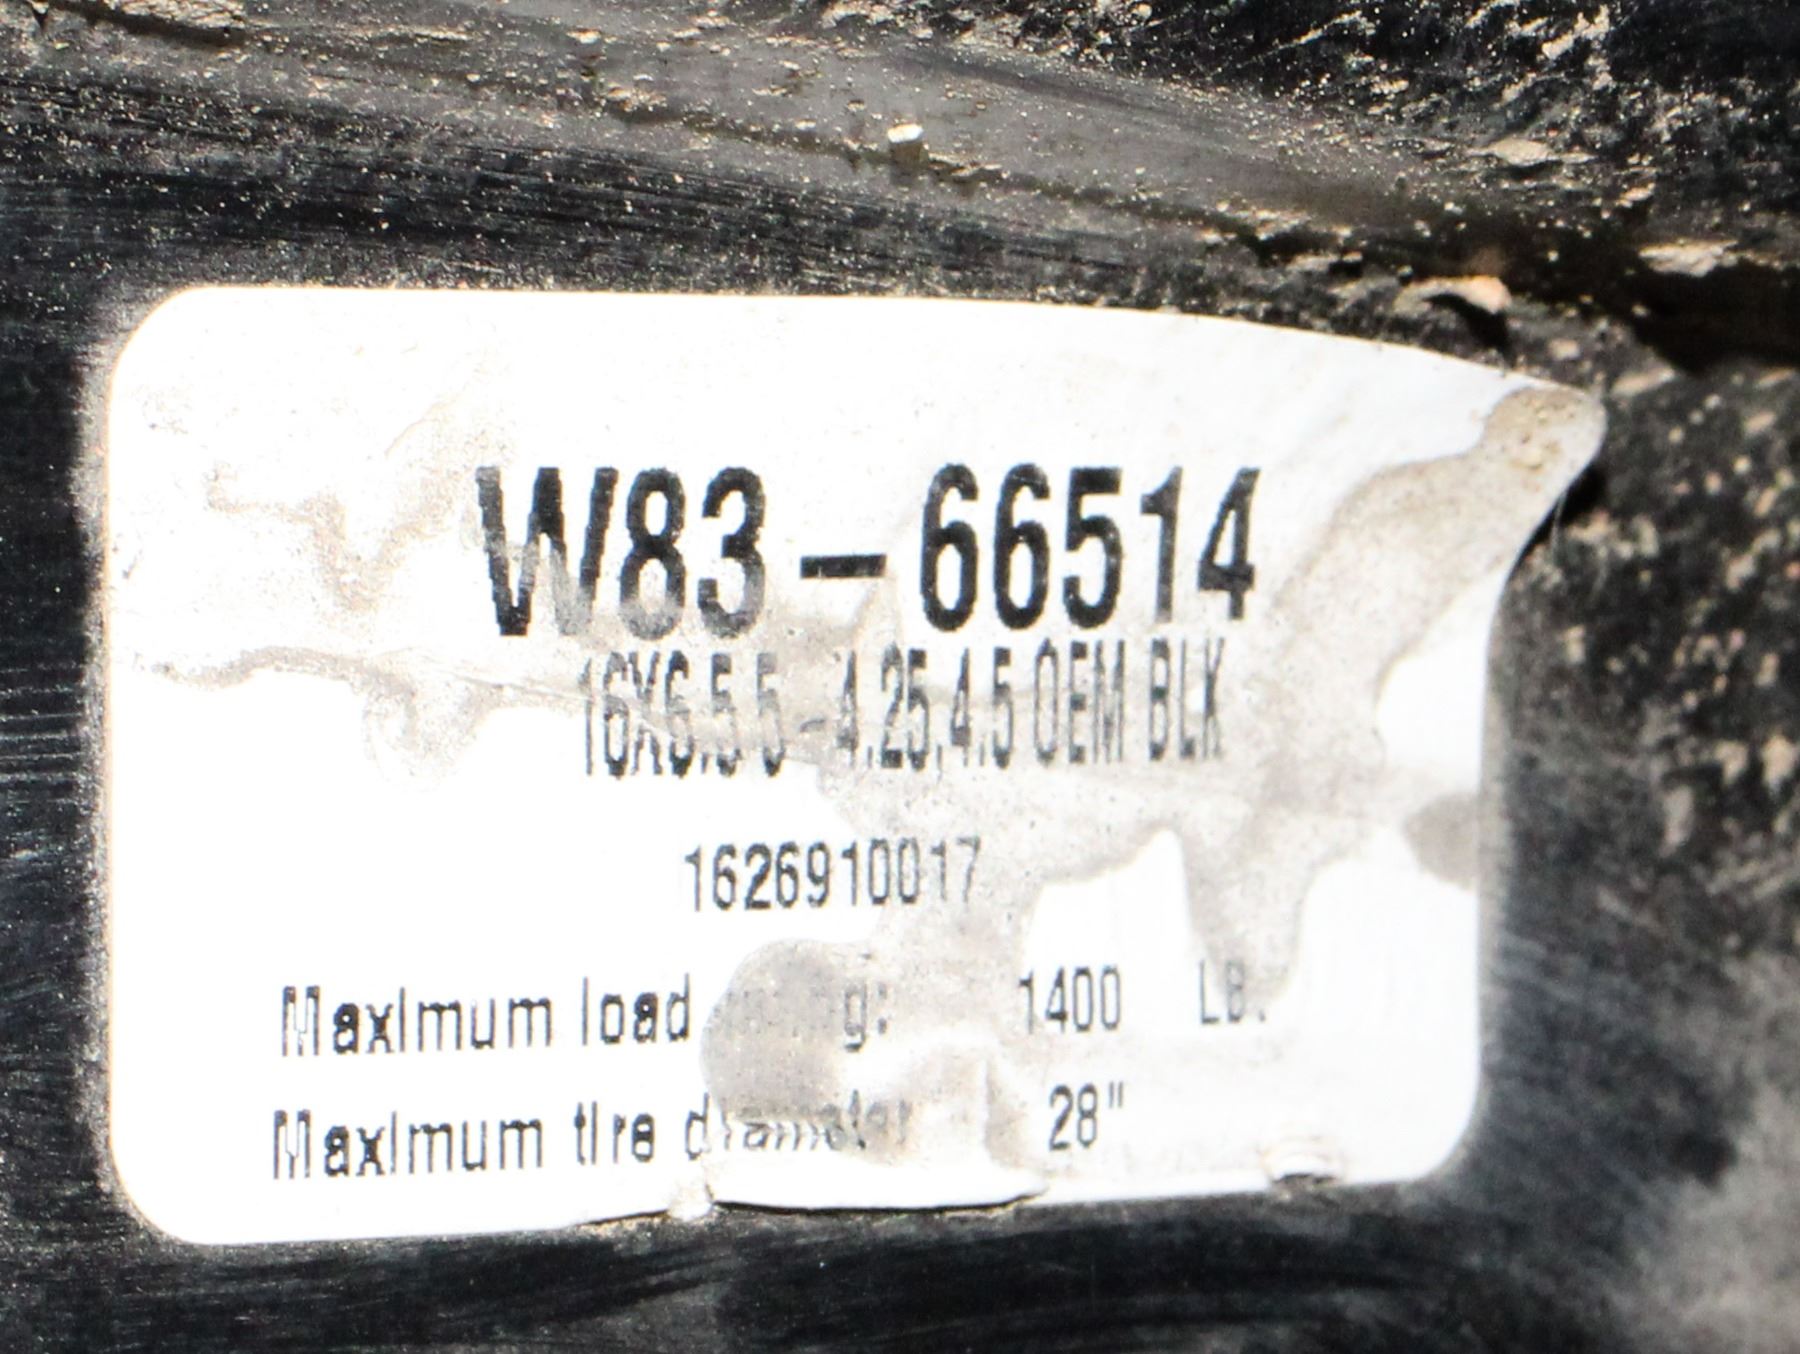 W83-66514
16X6.5 5 - 4.25,4.5 OEM BLK
1626910017
Maximum load 1400 LB.
Maximum tire diameter 28"